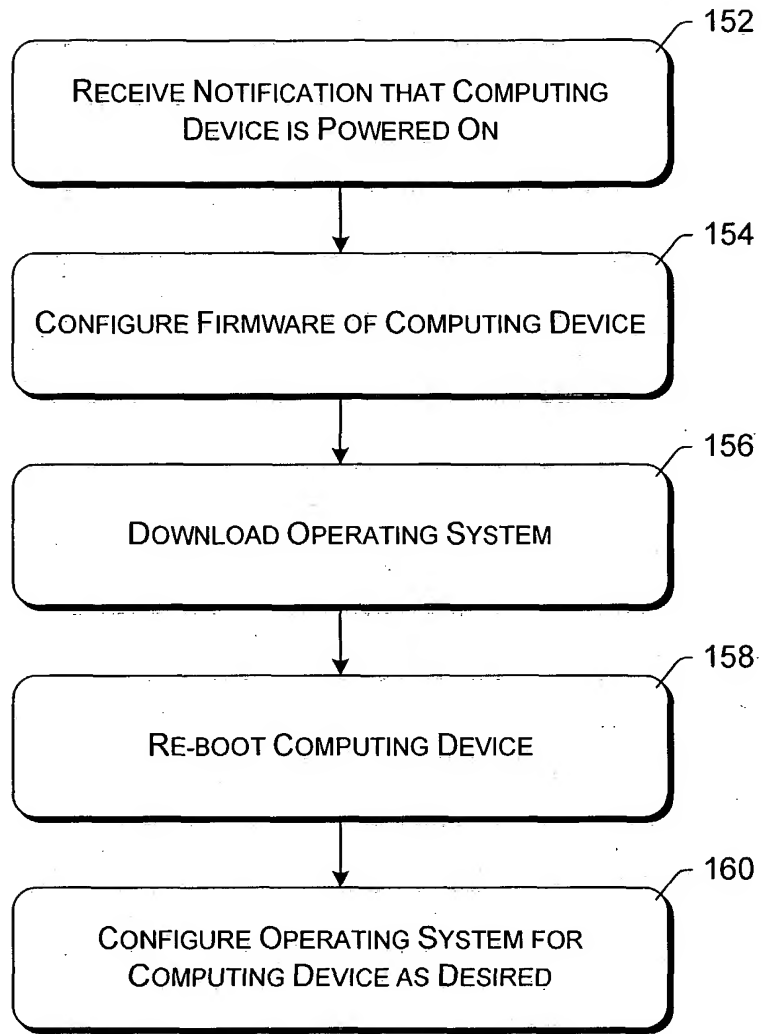 152
RECEIVE NOTIFICATION THAT COMPUTING
DEVICE IS POWERED ON
154
CONFIGURE FIRMWARE OF COMPUTING DEVICE
156
DOWNLOAD OPERATING SYSTEM
158
RE-BOOT COMPUTING DEVICE
160
CONFIGURE OPERATING SYSTEM FOR
COMPUTING DEVICE AS DESIRED